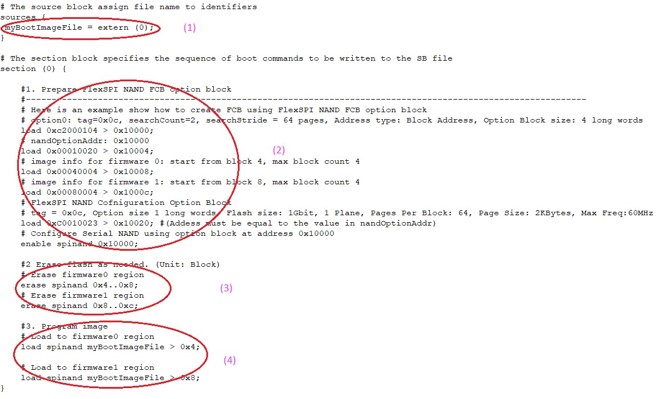 # The source block assign file name to identifiers
sources {
myBootImageFile = extern (0); (1)
}
# The section block specifies the sequence of boot commands to be written to the SB file
section (0) {
#1. Prepare FlexSPI NAND FCB option block
#------------------------------------------------------------------------------------------------
# Here is an example show how to create FCB using FlexSPI NAND FCB option block
# option0: tag=0x0c, searchCount=2, searchStride = 64 pages, Address type: Block Address, Option Block size: 4 long words
load 0xc2000104 > 0x10000;
# nandOptionAddr: 0x10000
load 0x00010020 > 0x10004; (2)
# image info for firmware 0: start from block 4, max block count 4
load 0x00040004 > 0x10008;
# image info for firmware 1: start from block 8, max block count 4
load 0x00080004 > 0x1000c;
# FlexSPI NAND Cofniguration Option Block
# tag = 0x0c, Option size 1 long words, Flash size: 1Gbit, 1 Plane, Pages Per Block: 64, Page Size: 2KBytes, Max Freq:60MHz
load 0xC0010023 > 0x10020; #(Addess must be equal to the value in nandOptionAddr)
# Configure Serial NAND using option block at address 0x10000
enable spinand 0x10000;
#2 Erase flash as needed. (Unit: Block)
# Erase firmware0 region
erase spinand 0x4..0x8; (3)
# Erase firmware1 region
erase spinand 0x8..0xc;
#3. Program image
# Load to firmware0 region
load spinand myBootImageFile > 0x4;
(4)
# Load to firmware1 region
load spinand myBootImageFile > 0x8;
}